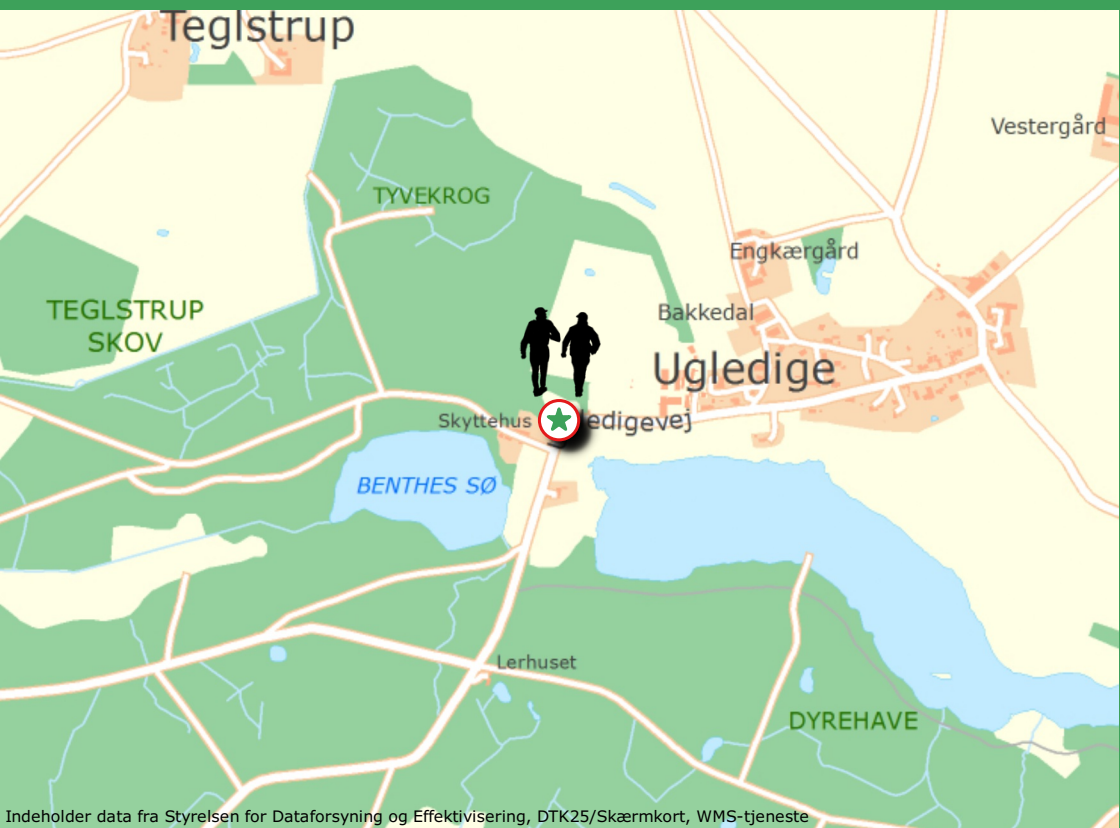 Teglstrup
Vestergård
TYVEKROG
Engkærgård
TEGLSTRUP
SKOV
Bakkedal
Ugledige
Skyttehus
edigevej
BENTHES SØ
Lerhuset
DYREHAVE
Indeholder data fra Styrelsen for Dataforsyning og Effektivisering, DTK25/Skærmkort, WMS-tjeneste